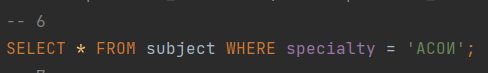 -- 6
SELECT * FROM subject WHERE specialty = 'АСОИ';